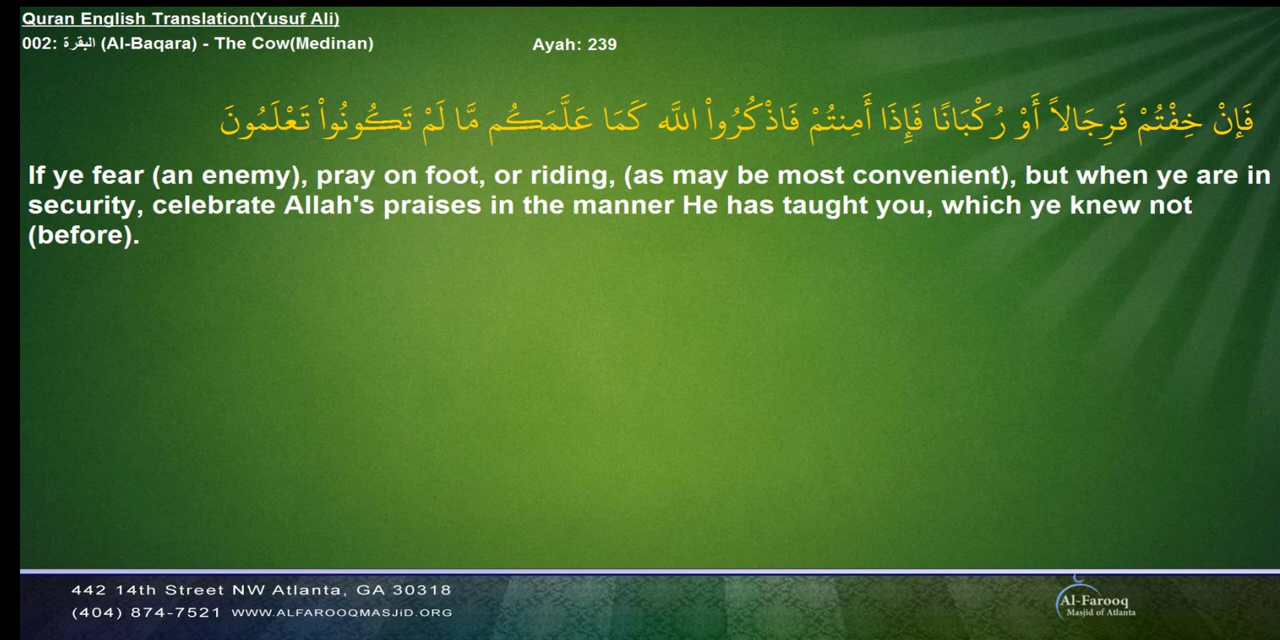 Quran English Translation(Yusuf Ali)
002: البقرة (Al-Baqara) - The Cow(Medinan)
Ayah: 239
فَإنْ خِفْتُمْ فَرِجَالاً أَوْ رُكْبَانًا فَإِذَا أَمِنتُمْ فَاذْكُرُواْ اللَّه كَمَا عَلَّمَكُم مَّا لَمْ تَكُونُواْ تَعْلَمُونَ
If ye fear (an enemy), pray on foot, or riding, (as may be most convenient), but when ye are in
security, celebrate Allah's praises in the manner He has taught you, which ye knew not
(before).
442 14th Street NW Atlanta, GA 30318
(404) 874-7521 WWW.ALFAROOQMASJiD.ORG
Al-Farooq
Masjid of Atlanta